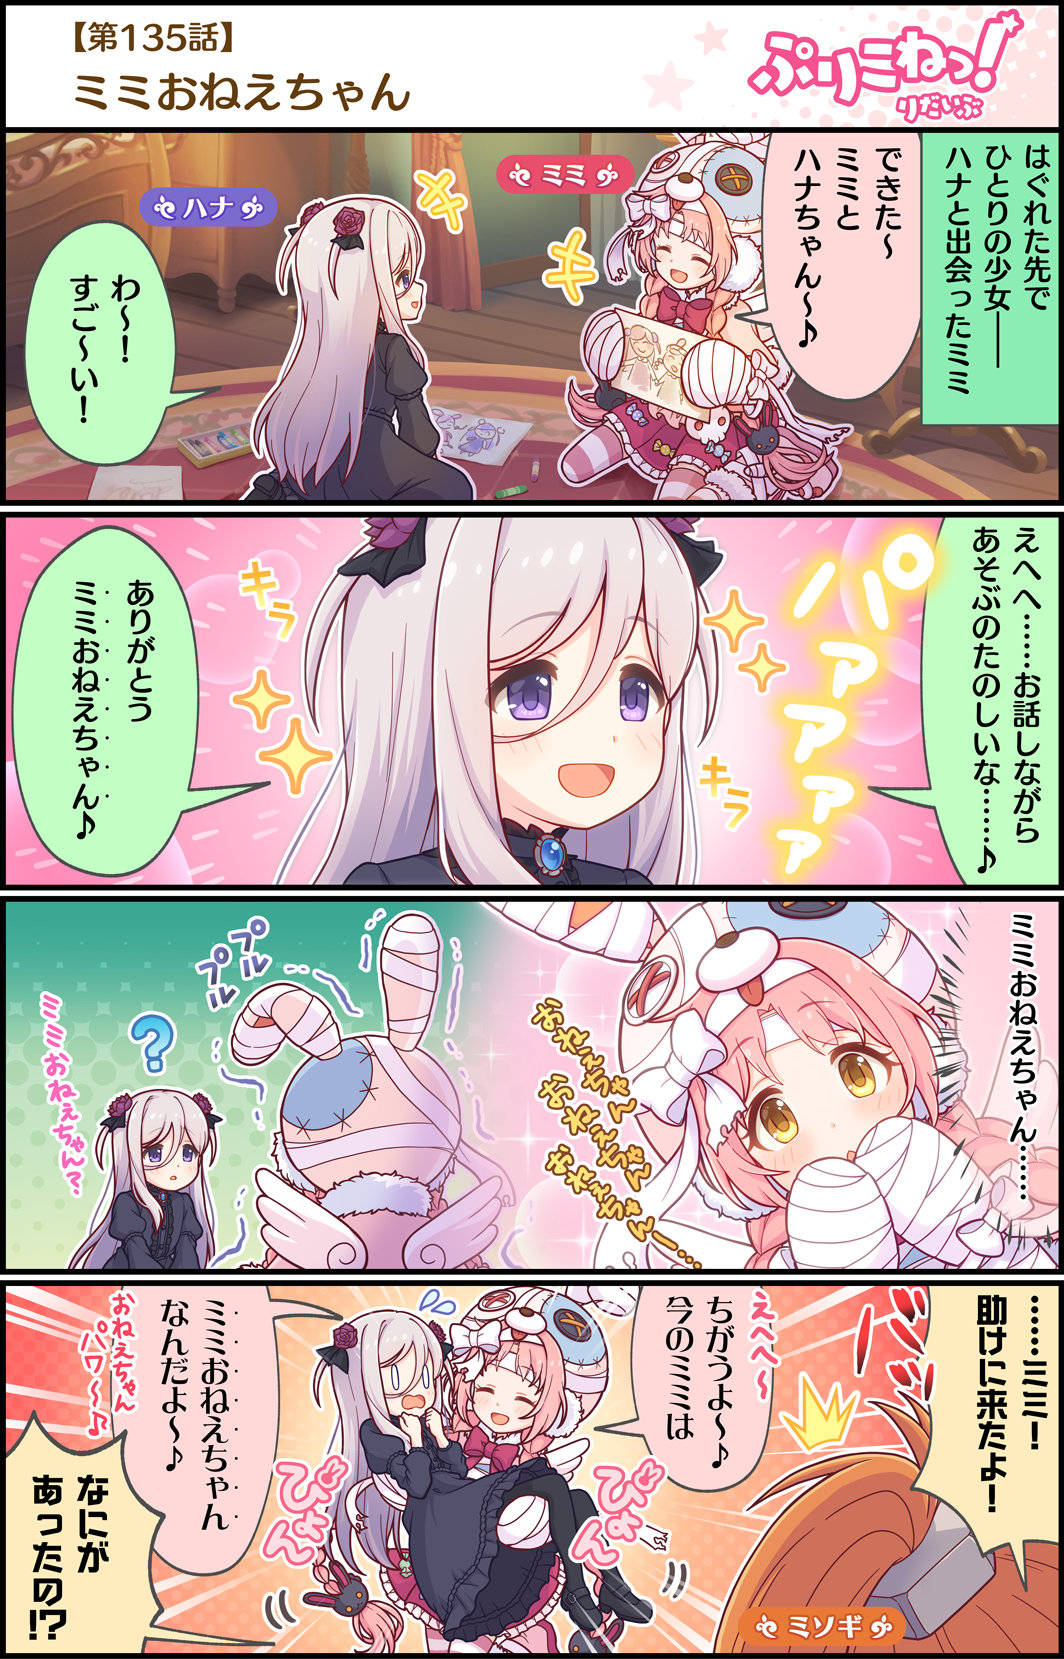 【第135話】
ミミおねえちゃん
ぷりこねっ!
りだいぶ
はぐれた先で
ひとりの少女――
ハナと出会ったミミ
ミミ
できた～
ミミと
ハナちゃん～♪
ハナ
わ～!
すご～い!
えへへ……お話しながら
あそぶのたのしいな……♪
パアアアァァ
キラ
キラ
ありがとう
ミミおねえちゃん♪
ミミおねえちゃん……
おねえちゃん
おねぇちゃん
おねえちゃんー…
プルプル
?
ミミおねぇちゃん?
……ミミ!
助けに来たよ!
バッ
ミソギ
えへへ～
ちがうよ～♪
今のミミは
ミミおねえちゃん
なんだよ～♪
おねぇちゃん
パワ～♪
ぴょん
ぴょん
なにが
あったの!?